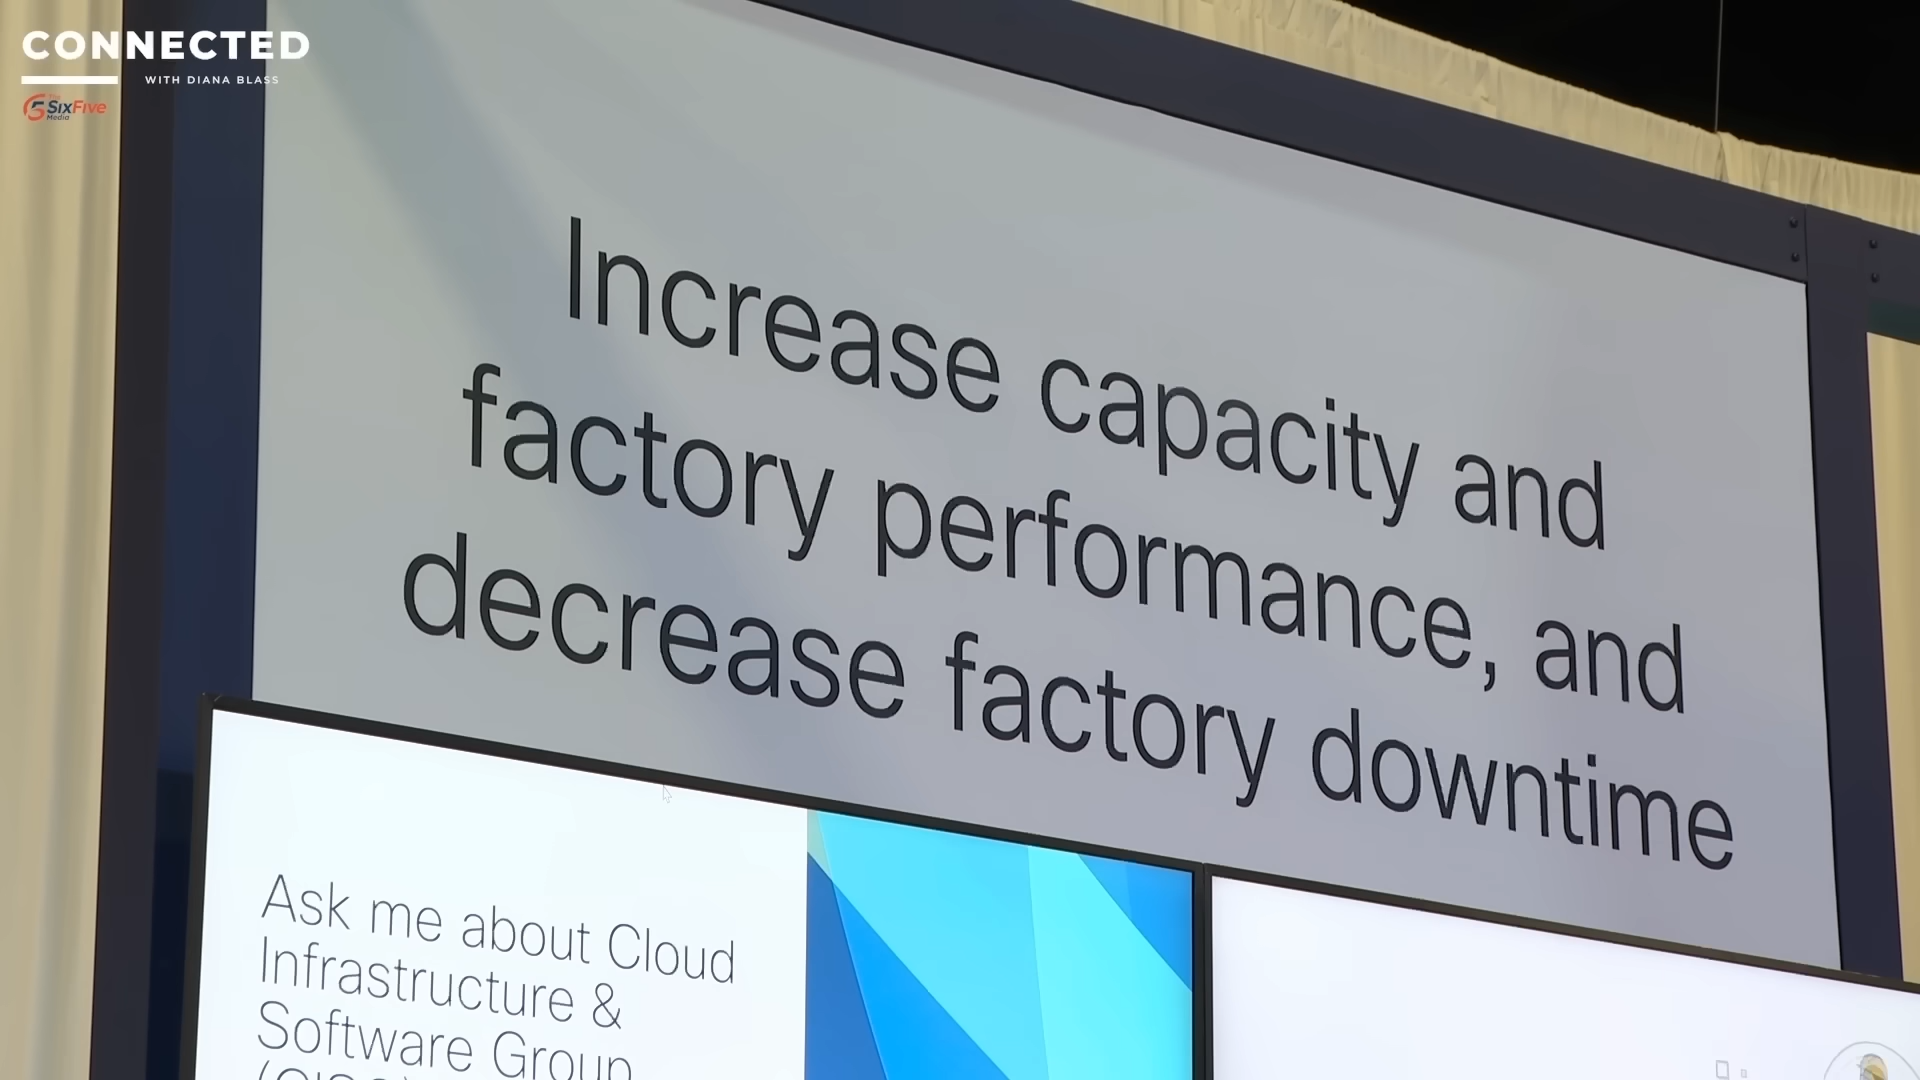 CONNECTED
WITH DIANA BLASS
SixFive
Media
Increase capacity and
factory performance, and
decrease factory downtime
Ask me about Cloud
Infrastructure &
Software Group